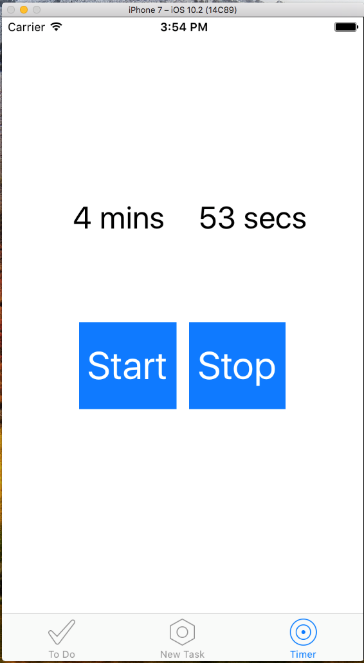 iPhone 7 – iOS 10.2 (14C89)
Carrier 3:54 PM
4 mins 53 secs
Start Stop
To Do New Task Timer